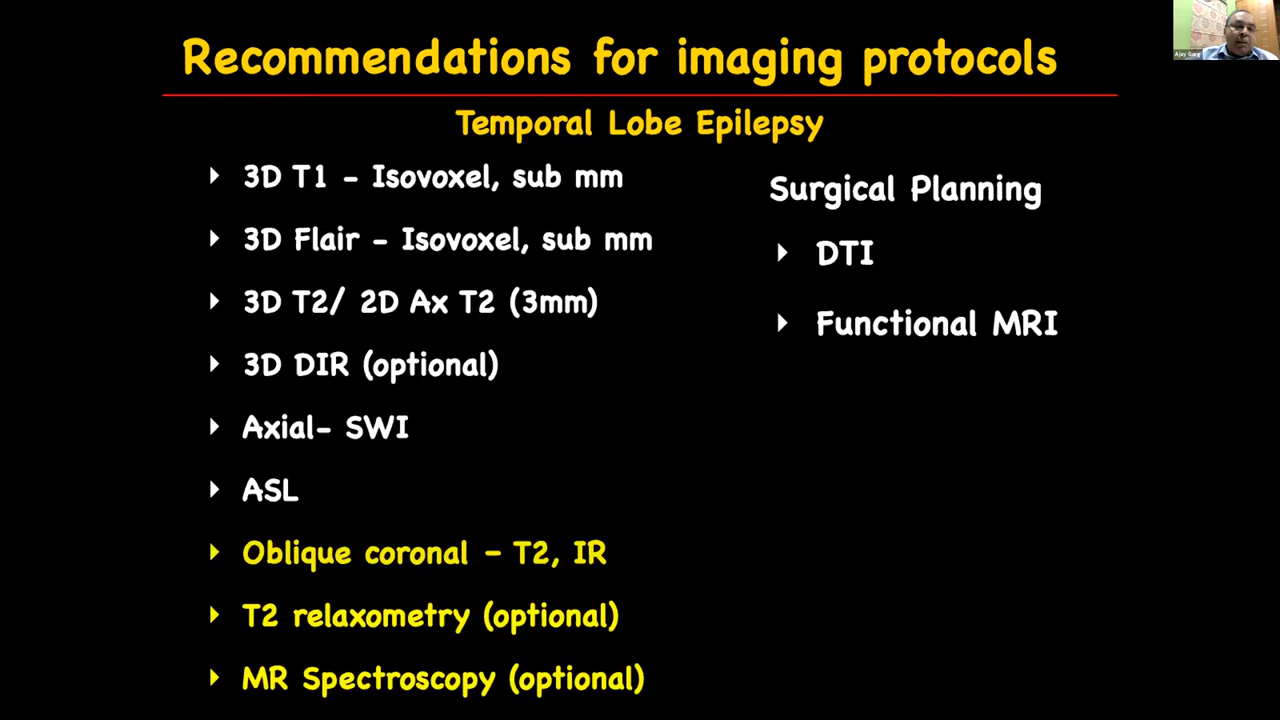 Recommendations for imaging protocols
Temporal Lobe Epilepsy
3D T1 - Isovoxel, sub mm
3D Flair - Isovoxel, sub mm
3D T2/ 2D Ax T2 (3mm)
3D DIR (optional)
Axial- SWI
ASL
Oblique coronal – T2, IR
T2 relaxometry (optional)
MR Spectroscopy (optional)
Surgical Planning
DTI
Functional MRI
Ajay Garg